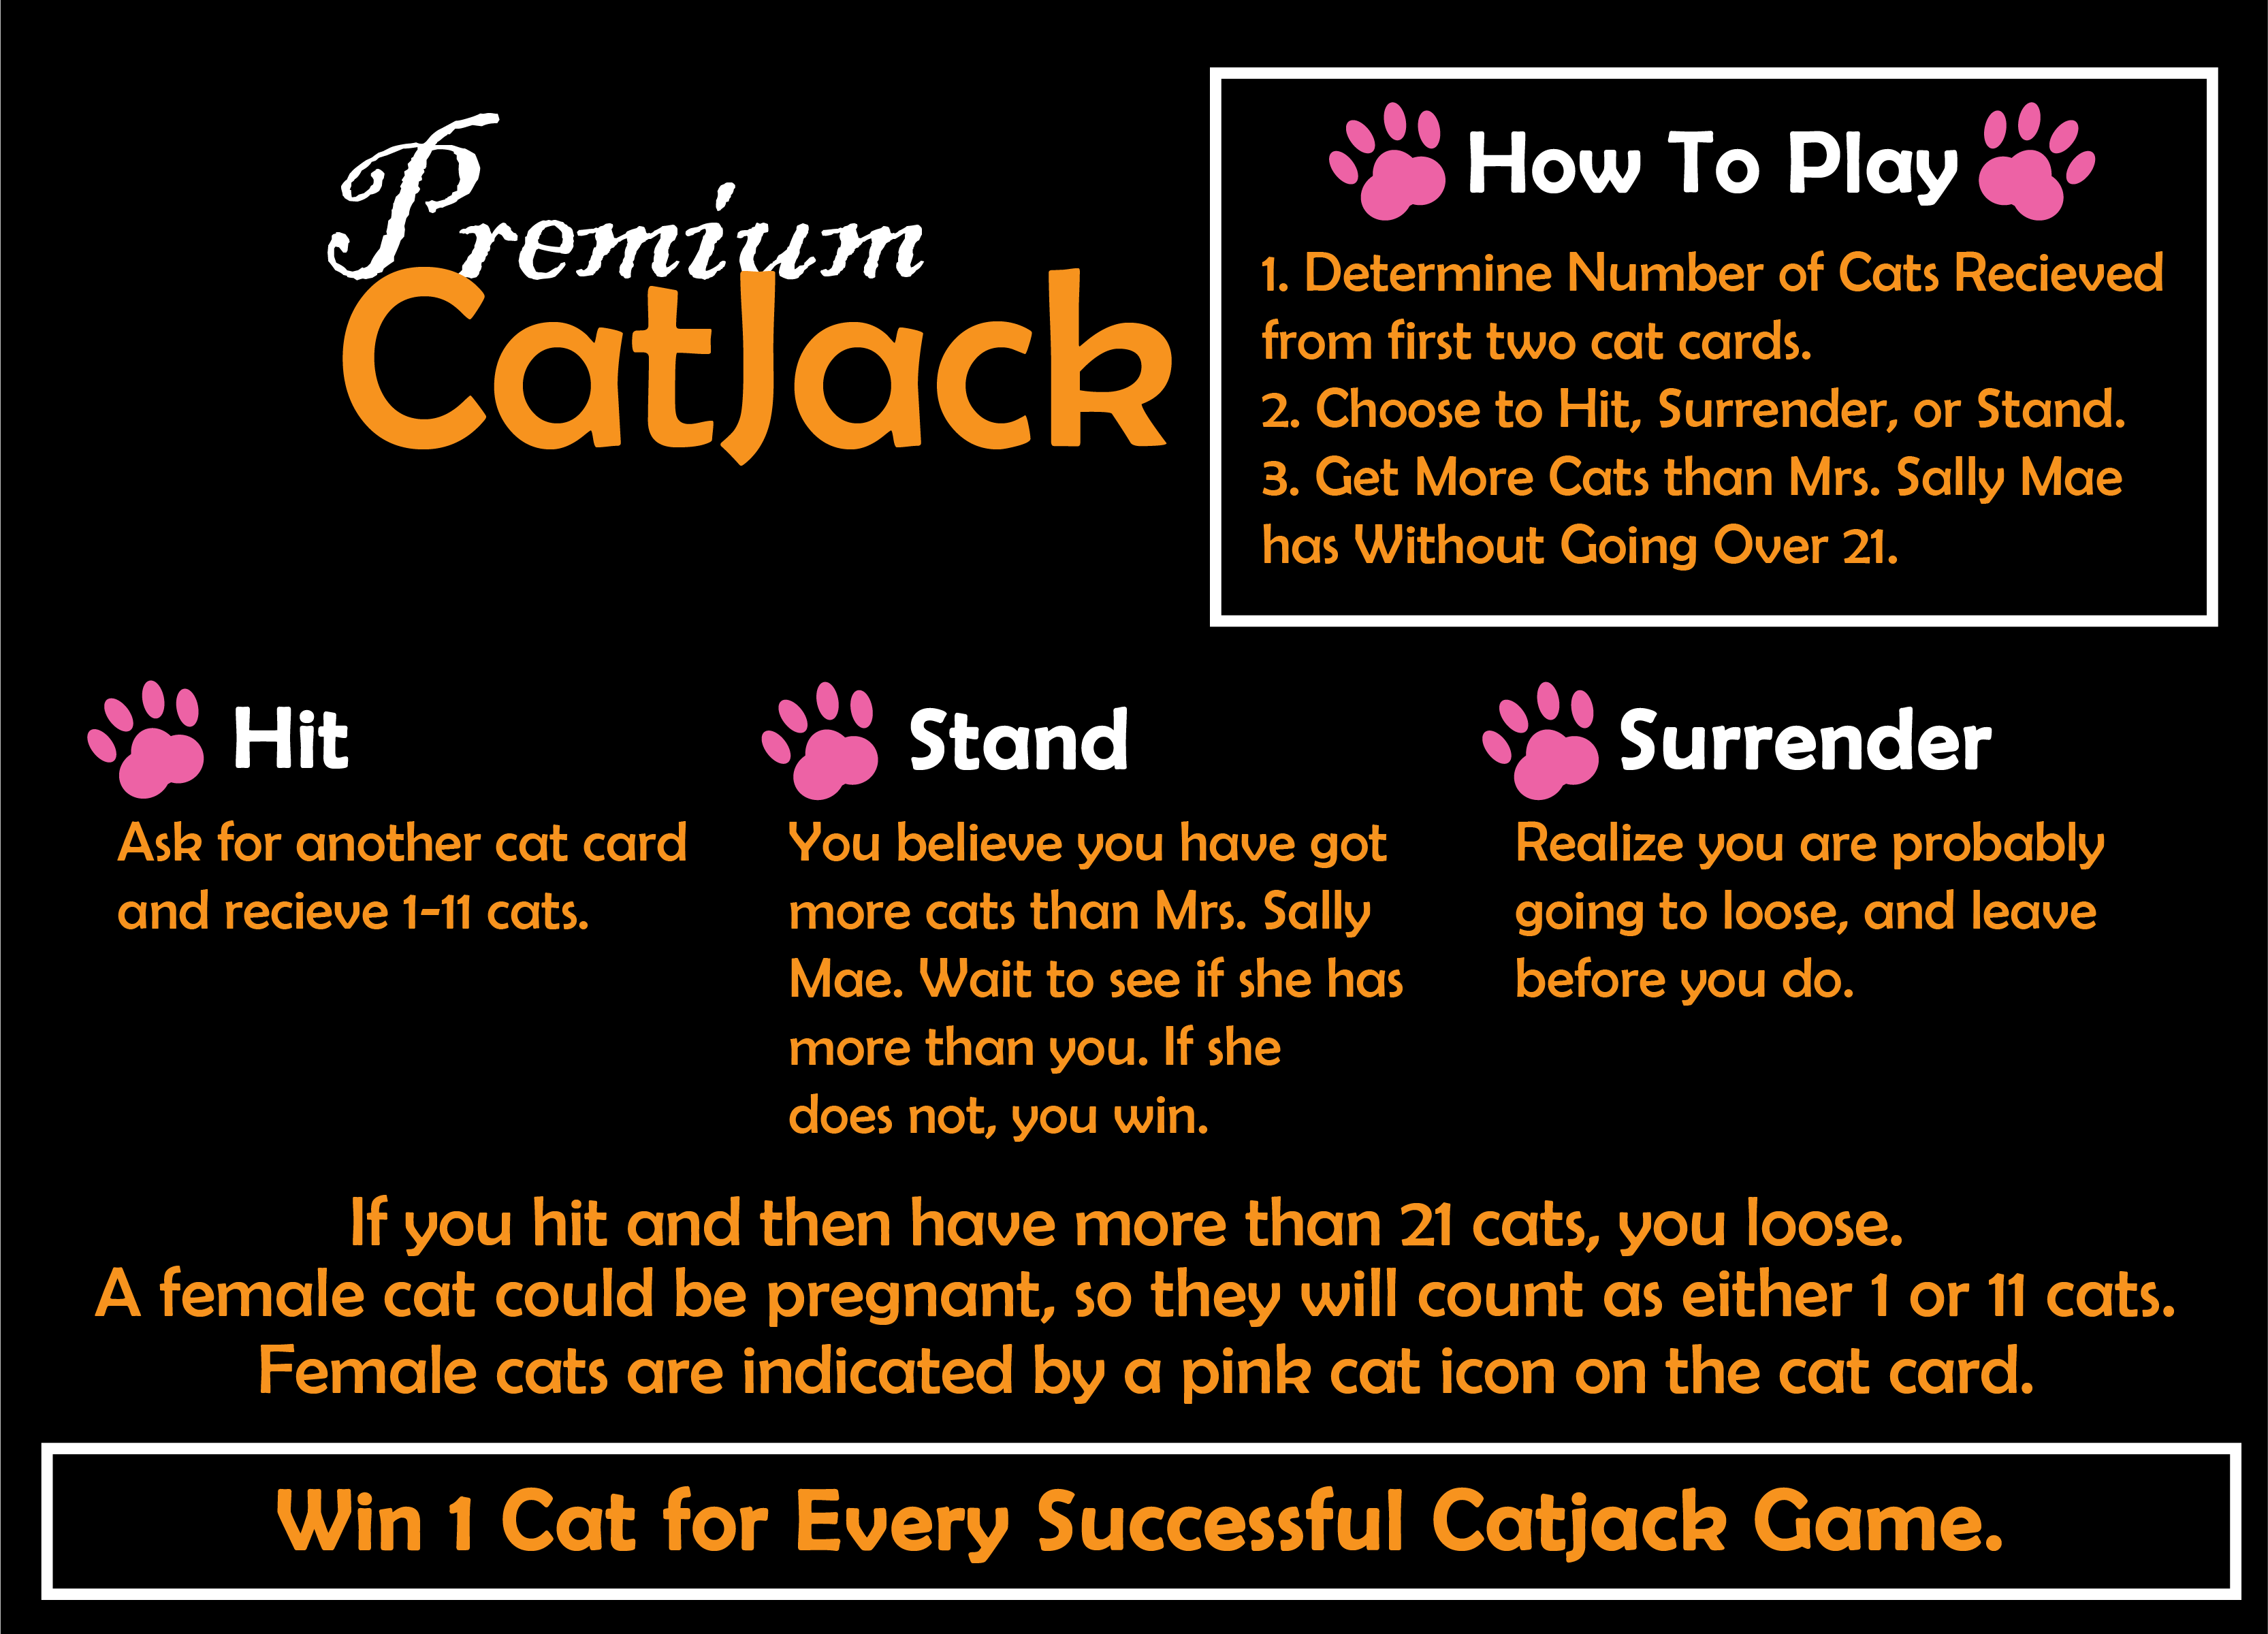 Premium
CatJack
How To Play
1. Determine Number of Cats Recieved
from first two cat cards.
2. Choose to Hit, Surrender, or Stand.
3. Get More Cats than Mrs. Sally Mae
has Without Going Over 21.
Hit
Ask for another cat card
and recieve 1-11 cats.
Stand
You believe you have got
more cats than Mrs. Sally
Mae. Wait to see if she has
more than you. If she
does not, you win.
Surrender
Realize you are probably
going to loose, and leave
before you do.
If you hit and then have more than 21 cats, you loose.
A female cat could be pregnant, so they will count as either 1 or 11 cats.
Female cats are indicated by a pink cat icon on the cat card.
Win 1 Cat for Every Successful Catjack Game.